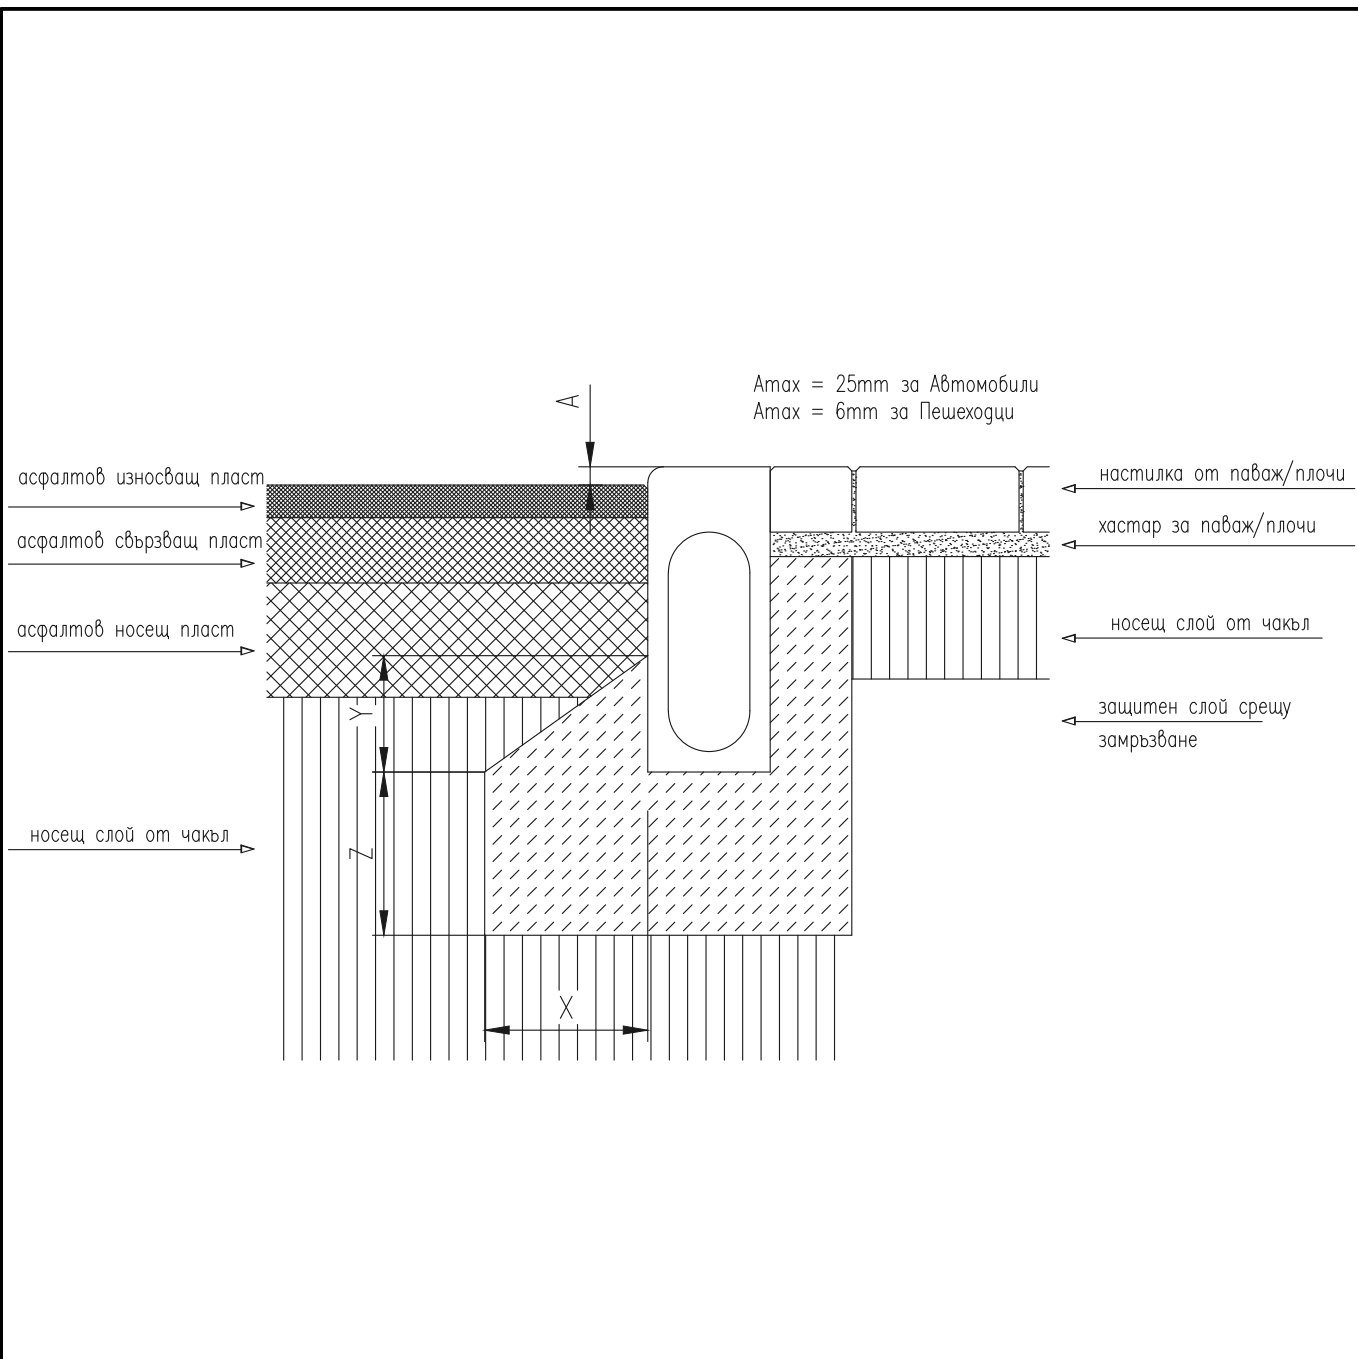 A
Amax = 25mm за Автомобили
Amax = 6mm за Пешеходци
асфалтов износващ пласт
асфалтов свързващ пласт
асфалтов носещ пласт
носещ слой от чакъл
Y
Z
X
настилка от паваж/плочи
хастар за паваж/плочи
носещ слой от чакъл
защитен слой срещу
замръзване